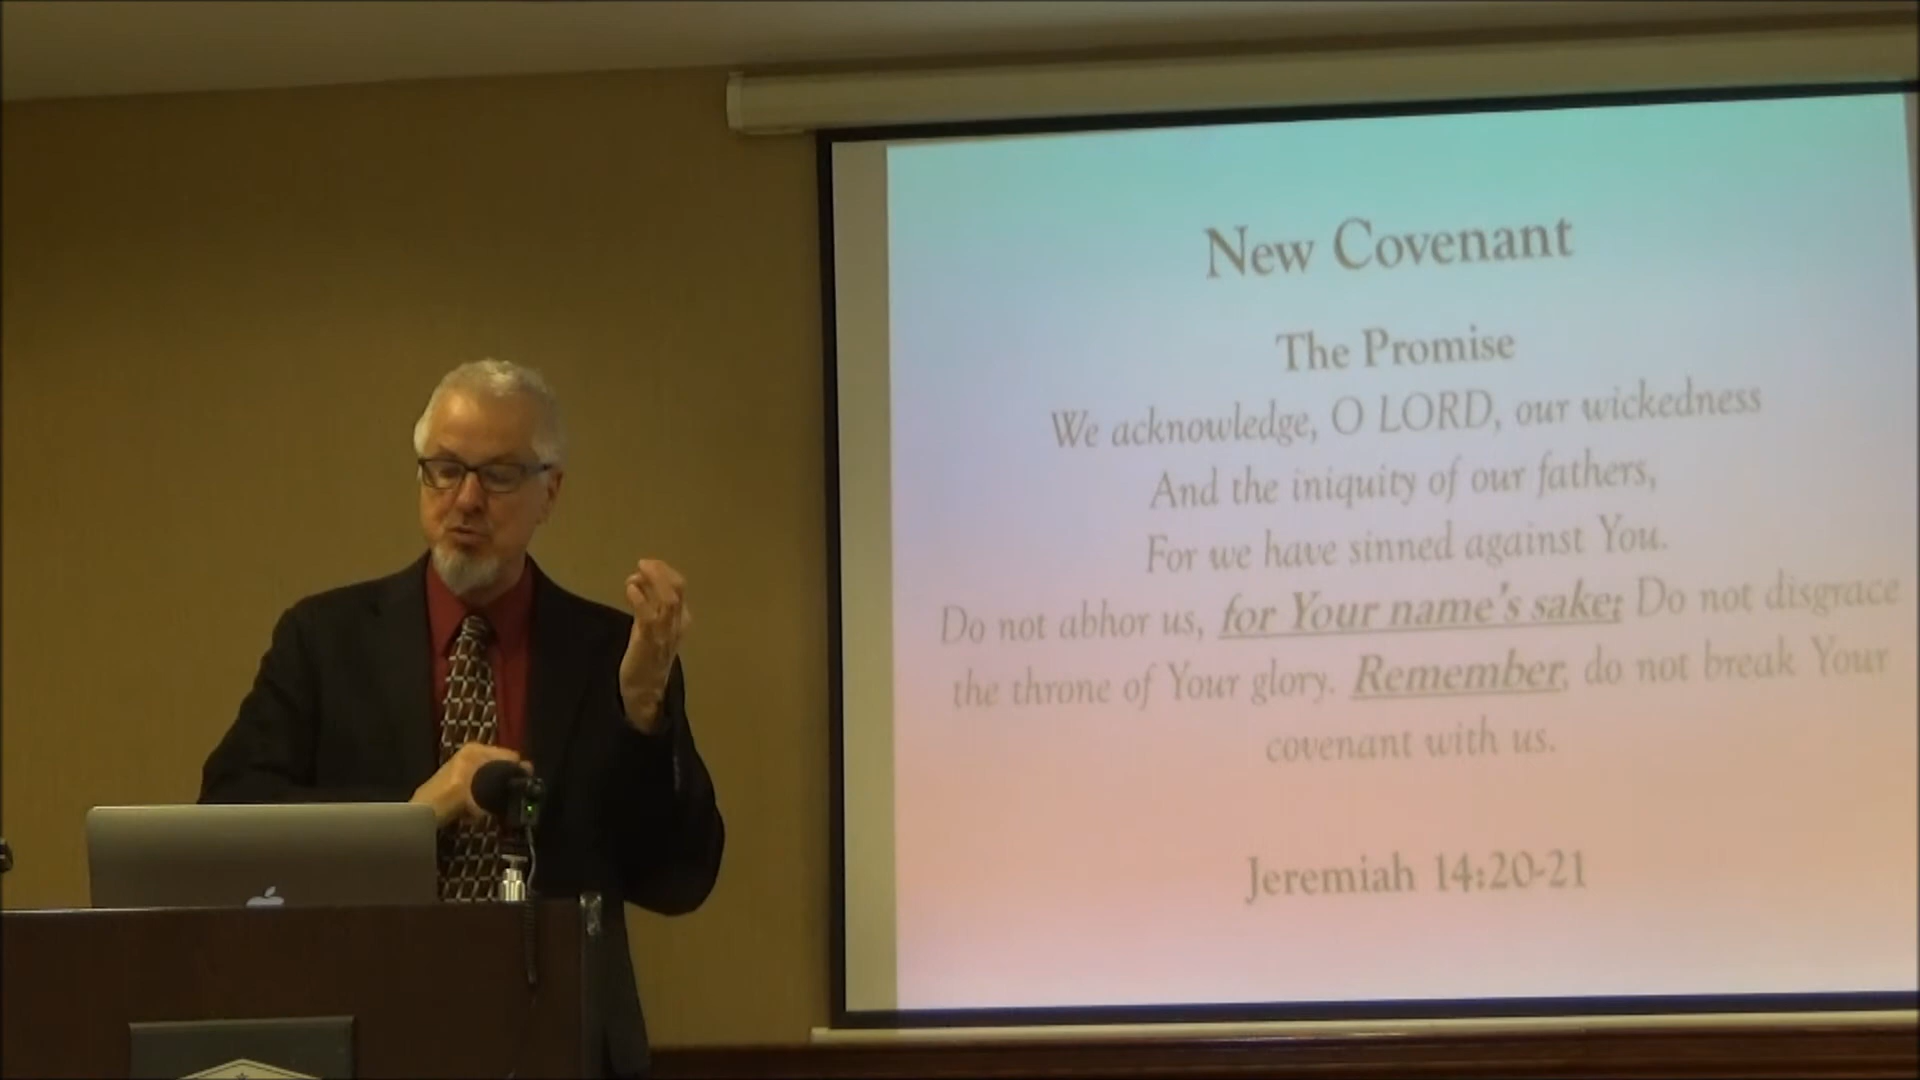 New Covenant
The Promise
We acknowledge, O LORD, our wickedness
And the iniquity of our fathers,
For we have sinned against You.
Do not abhor us, for Your name's sake; Do not disgrace
the throne of Your glory. Remember, do not break Your
covenant with us.
Jeremiah 14:20-21